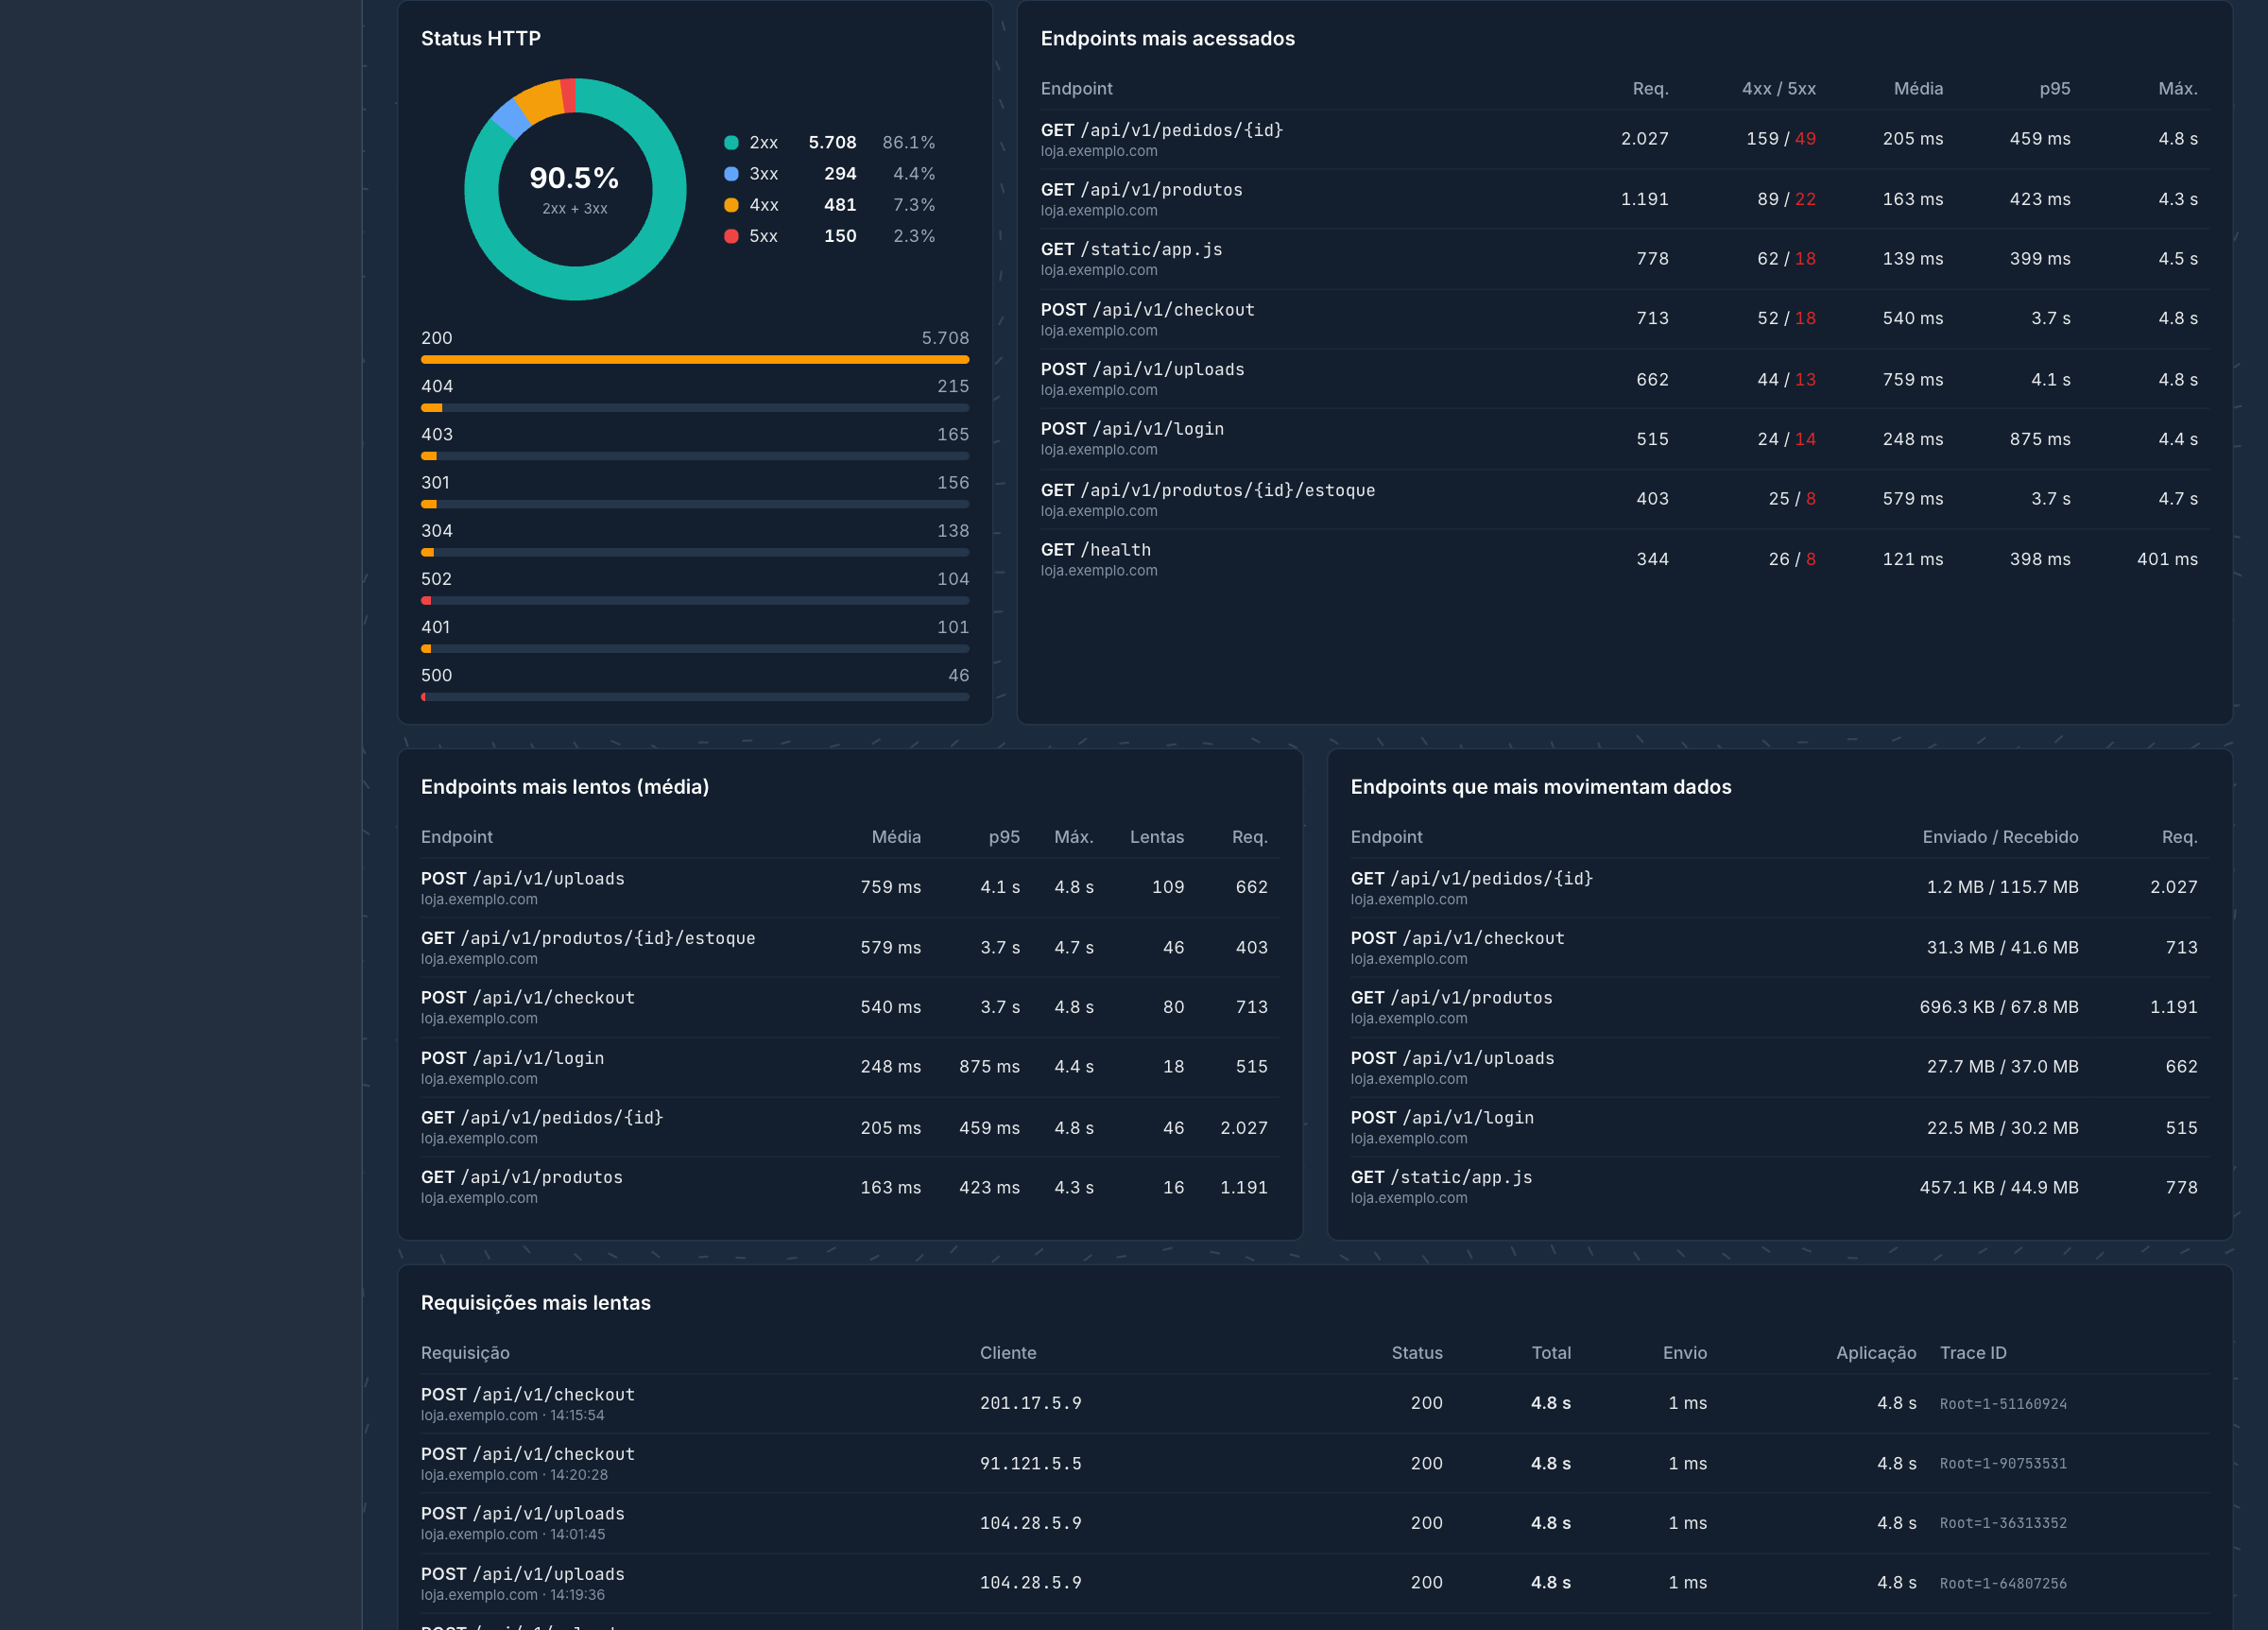 Status HTTP
90.5%
2xx + 3xx
2xx 5.708 86.1%
3xx 294 4.4%
4xx 481 7.3%
5xx 150 2.3%
200 5.708
404 215
403 165
301 156
304 138
502 104
401 101
500 46
Endpoints mais acessados
Endpoint Req. 4xx / 5xx Média p95 Máx.
GET /api/v1/pedidos/{id} 2.027 159 / 49 205 ms 459 ms 4.8 s
loja.exemplo.com
GET /api/v1/produtos 1.191 89 / 22 163 ms 423 ms 4.3 s
loja.exemplo.com
GET /static/app.js 778 62 / 18 139 ms 399 ms 4.5 s
loja.exemplo.com
POST /api/v1/checkout 713 52 / 18 540 ms 3.7 s 4.8 s
loja.exemplo.com
POST /api/v1/uploads 662 44 / 13 759 ms 4.1 s 4.8 s
loja.exemplo.com
POST /api/v1/login 515 24 / 14 248 ms 875 ms 4.4 s
loja.exemplo.com
GET /api/v1/produtos/{id}/estoque 403 25 / 8 579 ms 3.7 s 4.7 s
loja.exemplo.com
GET /health 344 26 / 8 121 ms 398 ms 401 ms
loja.exemplo.com
Endpoints mais lentos (média)
Endpoint Média p95 Máx. Lentas Req.
POST /api/v1/uploads 759 ms 4.1 s 4.8 s 109 662
loja.exemplo.com
GET /api/v1/produtos/{id}/estoque 579 ms 3.7 s 4.7 s 46 403
loja.exemplo.com
POST /api/v1/checkout 540 ms 3.7 s 4.8 s 80 713
loja.exemplo.com
POST /api/v1/login 248 ms 875 ms 4.4 s 18 515
loja.exemplo.com
GET /api/v1/pedidos/{id} 205 ms 459 ms 4.8 s 46 2.027
loja.exemplo.com
GET /api/v1/produtos 163 ms 423 ms 4.3 s 16 1.191
loja.exemplo.com
Endpoints que mais movimentam dados
Endpoint Enviado / Recebido Req.
GET /api/v1/pedidos/{id} 1.2 MB / 115.7 MB 2.027
loja.exemplo.com
POST /api/v1/checkout 31.3 MB / 41.6 MB 713
loja.exemplo.com
GET /api/v1/produtos 696.3 KB / 67.8 MB 1.191
loja.exemplo.com
POST /api/v1/uploads 27.7 MB / 37.0 MB 662
loja.exemplo.com
POST /api/v1/login 22.5 MB / 30.2 MB 515
loja.exemplo.com
GET /static/app.js 457.1 KB / 44.9 MB 778
loja.exemplo.com
Requisições mais lentas
Requisição Cliente Status Total Envio Aplicação Trace ID
POST /api/v1/checkout 201.17.5.9 200 4.8 s 1 ms 4.8 s Root=1-51160924
loja.exemplo.com · 14:15:54
POST /api/v1/checkout 91.121.5.5 200 4.8 s 1 ms 4.8 s Root=1-90753531
loja.exemplo.com · 14:20:28
POST /api/v1/uploads 104.28.5.9 200 4.8 s 1 ms 4.8 s Root=1-36313352
loja.exemplo.com · 14:01:45
POST /api/v1/uploads 104.28.5.9 200 4.8 s 1 ms 4.8 s Root=1-64807256
loja.exemplo.com · 14:19:36